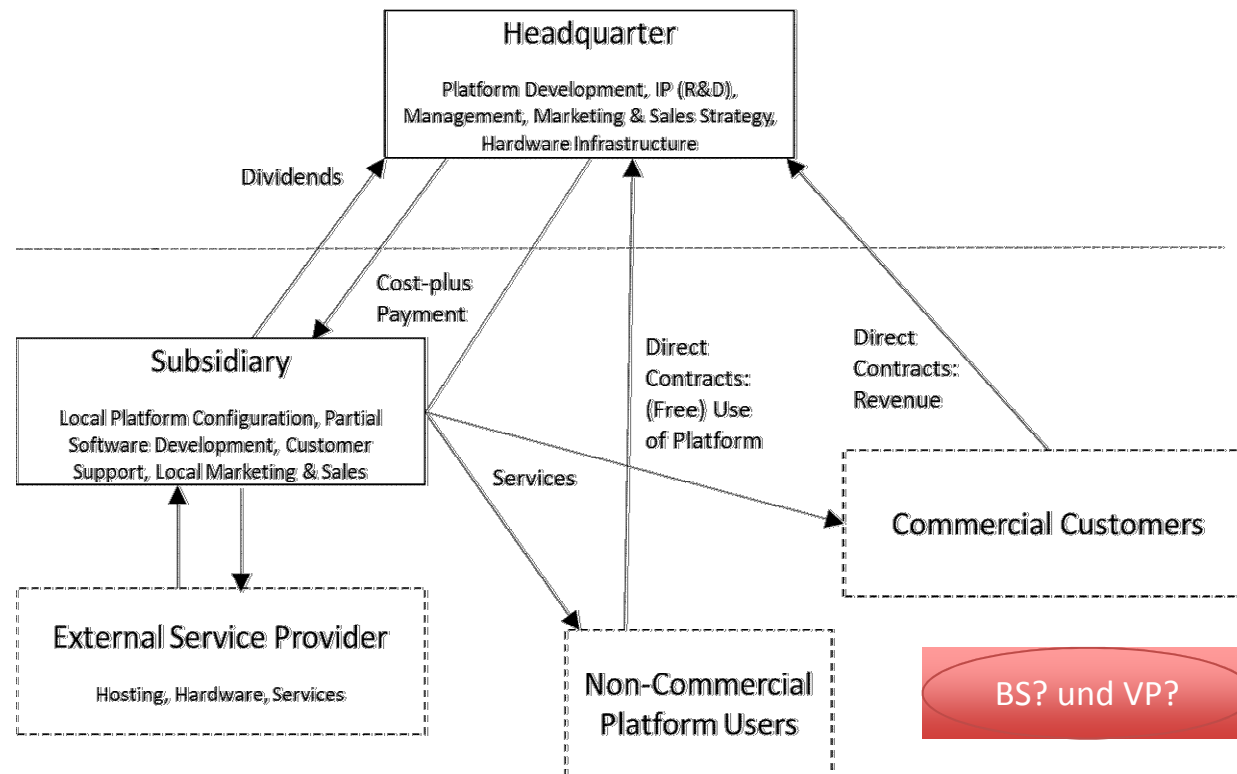 Headquarter
Platform Development, IP (R&D),
Management, Marketing & Sales Strategy,
Hardware Infrastructure
Dividends
Cost-plus
Payment
Subsidiary
Local Platform Configuration, Partial
Software Development, Customer
Support, Local Marketing & Sales
Direct
Contracts:
(Free) Use
of Platform
Direct
Contracts:
Revenue
Services
Commercial Customers
External Service Provider
Hosting, Hardware, Services
Non-Commercial
Platform Users
BS? und VP?